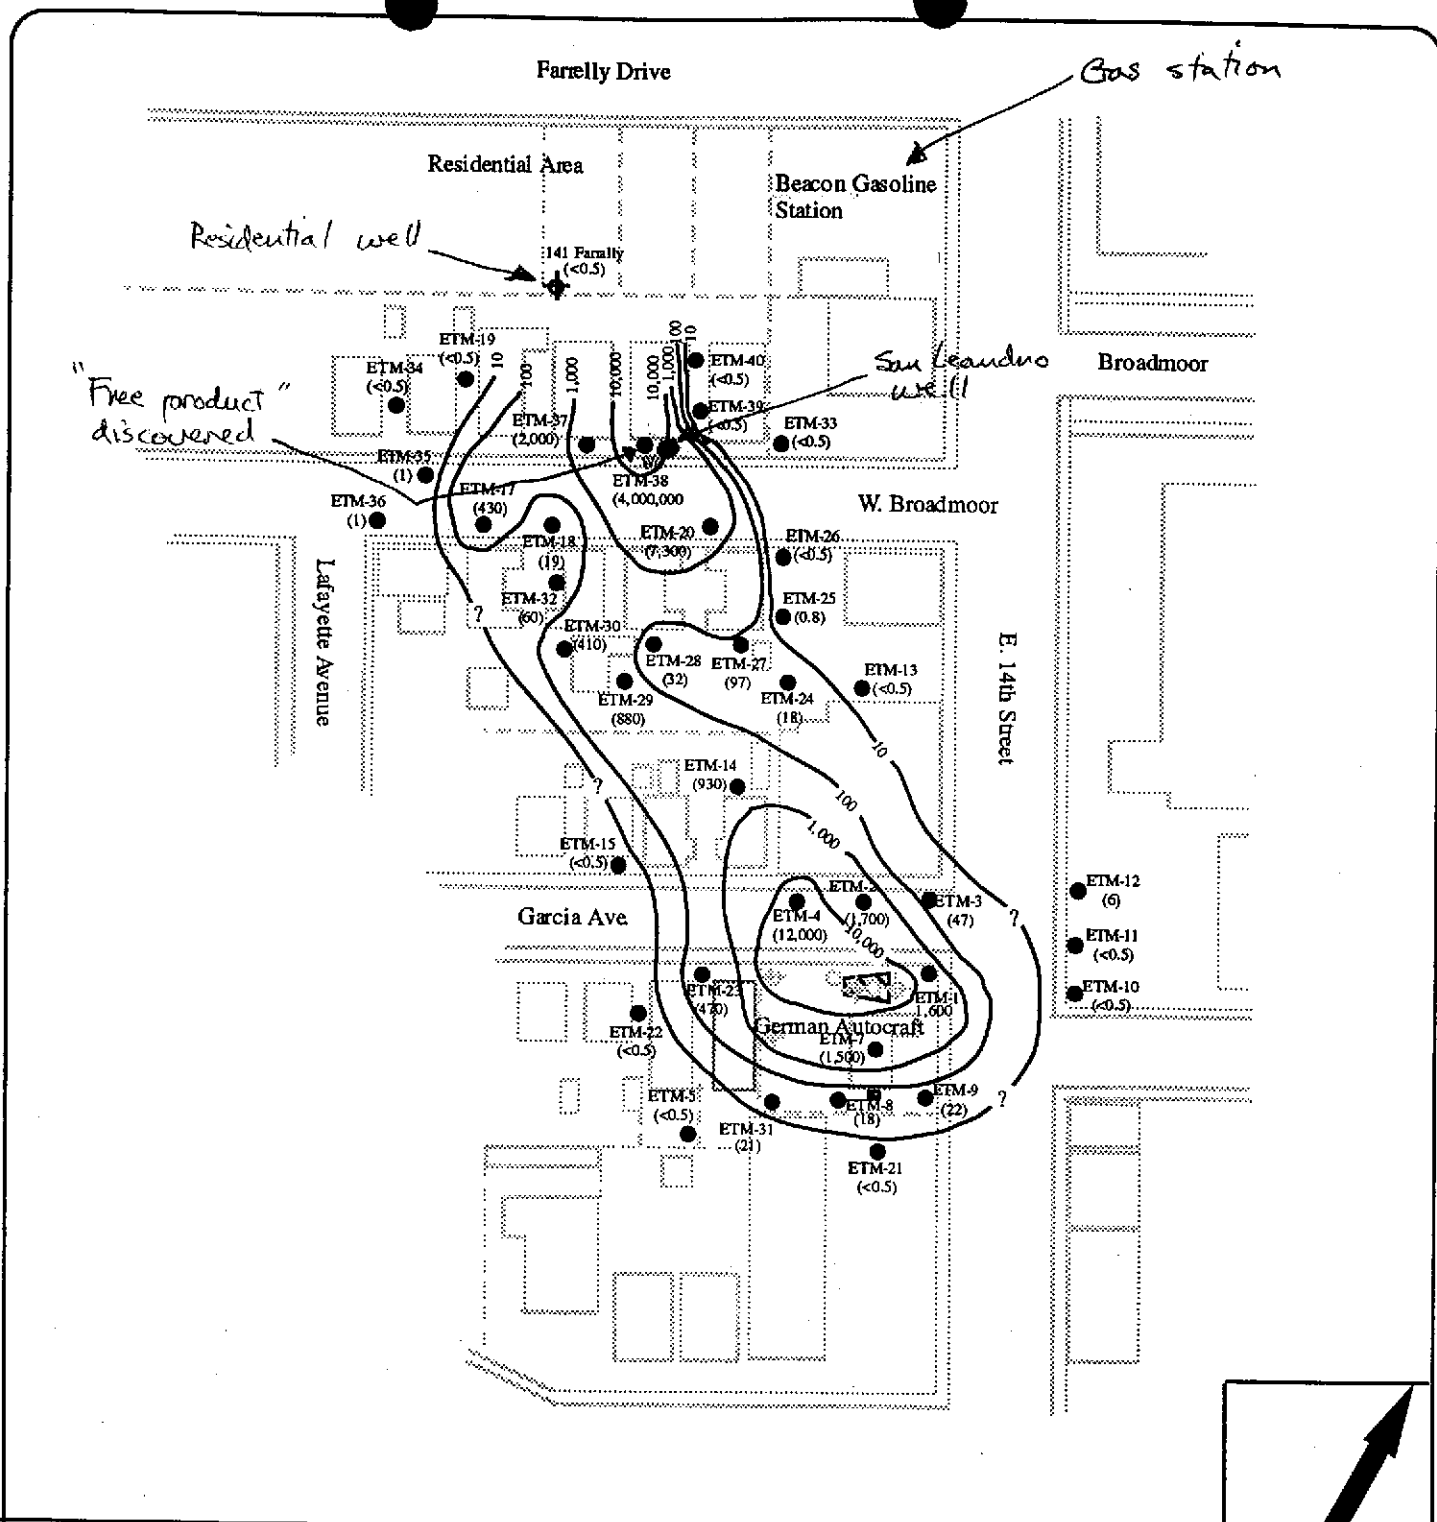 Farrelly Drive
Gas station
Residential Area
Beacon Gasoline
Station
Residential well
141 Farrally
(<0.5)
ETM-19
(<0.5)
ETM-34
(<0.5)
10
100
1,000
10,000
10,000
1,000
100
10
ETM-40
(<0.5)
San Leandro
well
Broadmoor
"Free product"
discovered
ETM-37
(2,000)
ETM-39
(<0.5)
ETM-33
(<0.5)
ETM-35
(1)
ETM-38
(4,000,000
ETM-36
(1)
ETM-17
(430)
W. Broadmoor
ETM-18
(19)
ETM-20
(7,300)
ETM-26
(<0.5)
Lafayette Avenue
ETM-32
(60)
?
ETM-25
(0.8)
ETM-30
(410)
ETM-28
(32)
ETM-27
(97)
E. 14th Street
ETM-13
(<0.5)
ETM-29
(880)
ETM-24
(18)
10
ETM-14
(930)
?
100
1,000
ETM-15
(<0.5)
ETM-12
(6)
Garcia Ave.
ETM-4
(12,000)
ETM-2
(1,700)
ETM-3
(47)
?
10,000
ETM-11
(<0.5)
ETM-23
(470)
ETM-1
1,600
ETM-10
(<0.5)
ETM-22
(<0.5)
German Autocraft
ETM-7
(1,500)
ETM-5
(<0.5)
ETM-8
(18)
ETM-9
(22)
?
ETM-31
(21)
ETM-21
(<0.5)